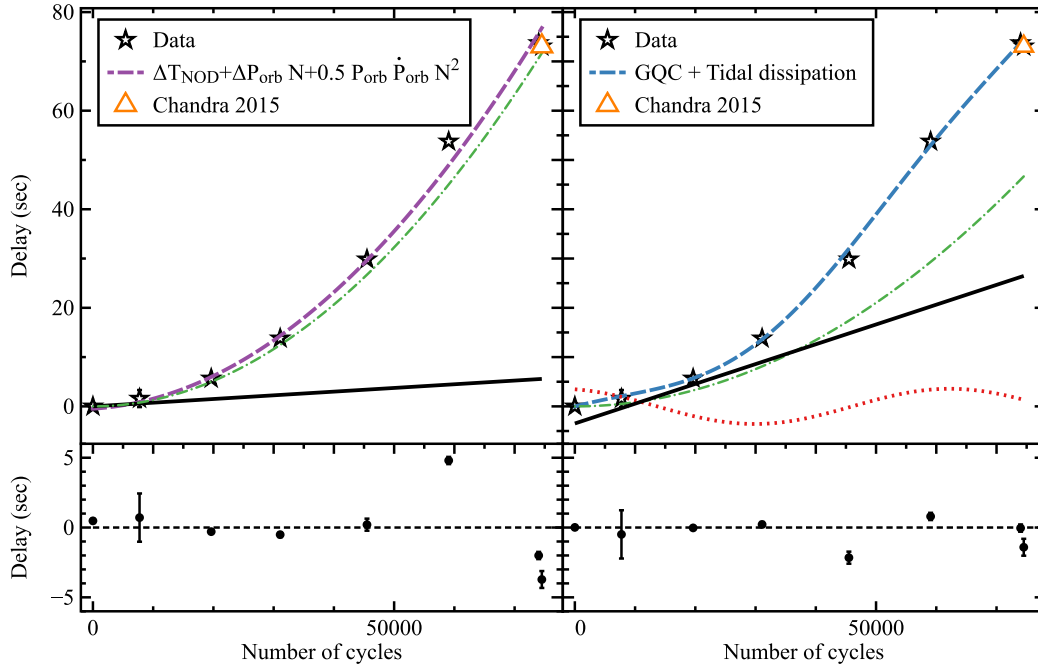 80
60
40
20
0
Delay (sec)
Data
ΔT_NOD+ΔP_orb N+0.5 P_orb Ṗ_orb N²
Chandra 2015
Data
GQC + Tidal dissipation
Chandra 2015
5
0
−5
Delay (sec)
0
50000
Number of cycles
0
50000
Number of cycles